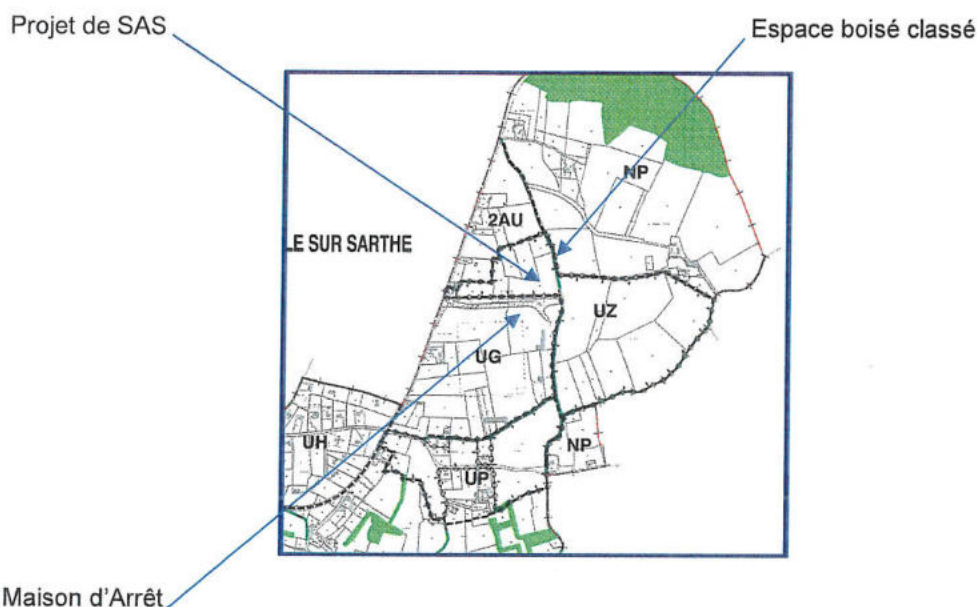 Projet de SAS
Espace boisé classé
NP
2AU
LE SUR SARTHE
UZ
UG
UH
NP
UP
Maison d'Arrêt